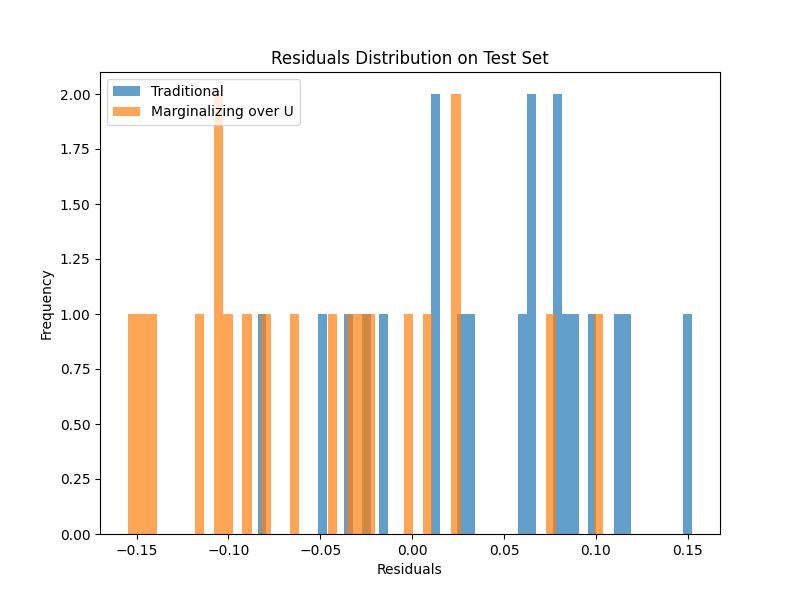 Residuals Distribution on Test Set
Traditional
Marginalizing over U
2.00
1.75
1.50
1.25
1.00
0.75
0.50
0.25
0.00
Frequency
−0.15 −0.10 −0.05 0.00 0.05 0.10 0.15
Residuals